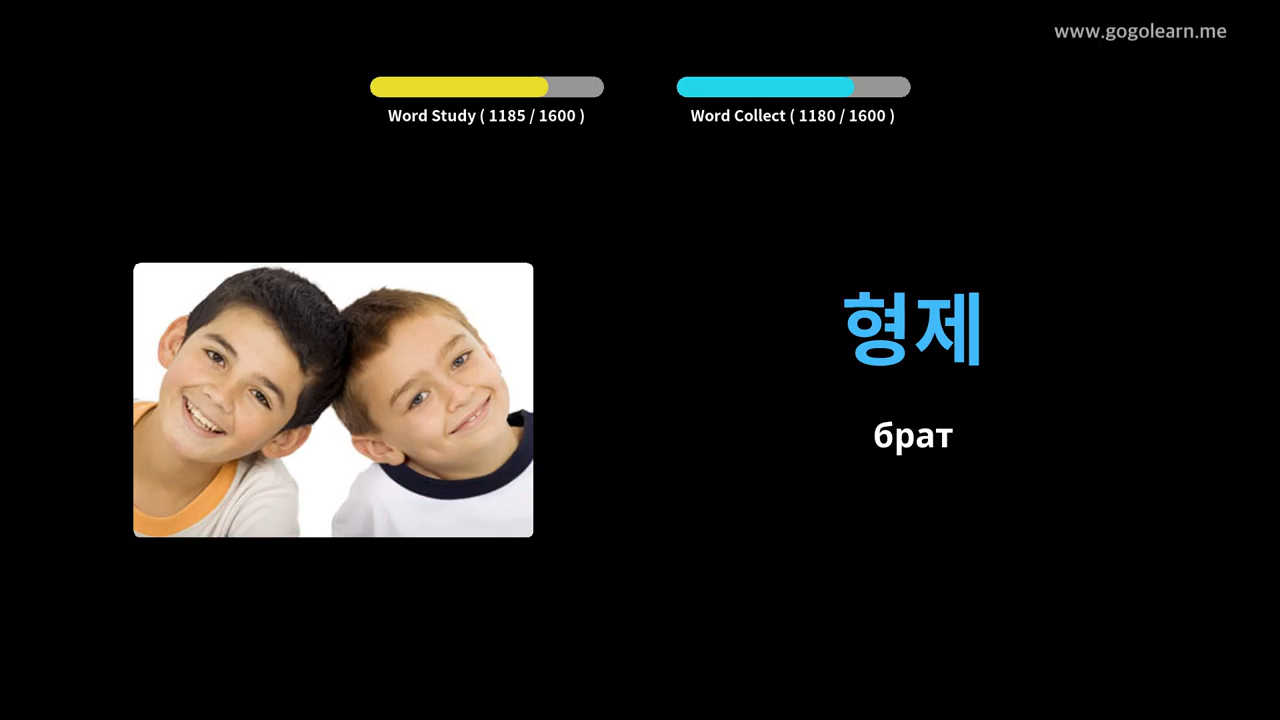 www.gogolearn.me
Word Study ( 1185 / 1600 )
Word Collect ( 1180 / 1600 )
형제
брат